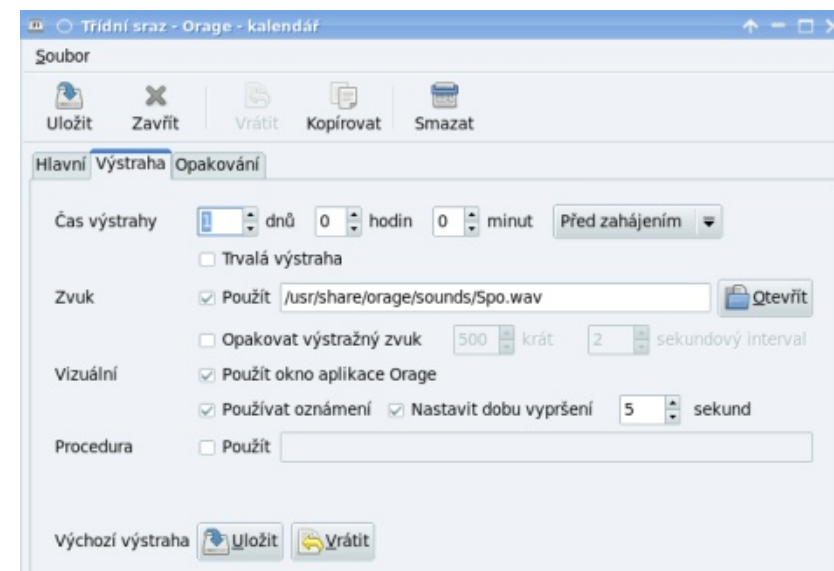 Třídní sraz - Orage - kalendář
Soubor
Uložit Zavřít Vrátit Kopírovat Smazat
Hlavní Výstraha Opakování
Čas výstrahy 1 dnů 0 hodin 0 minut Před zahájením
Trvalá výstraha
Zvuk Použít /usr/share/orage/sounds/Spo.wav Otevřít
Opakovat výstražný zvuk 500 krát 2 sekundový interval
Vizuální Použít okno aplikace Orage
Používat oznámení Nastavit dobu vypršení 5 sekund
Procedura Použít
Výchozí výstraha Uložit Vrátit